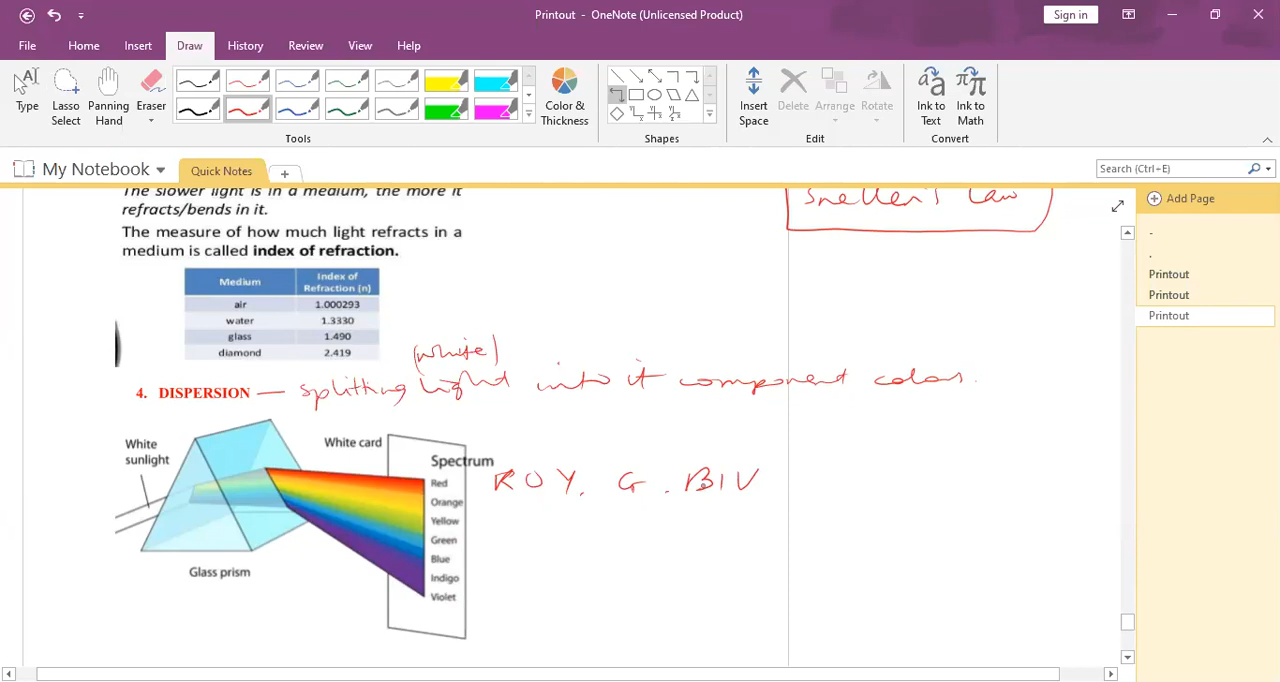 Printout - OneNote (Unlicensed Product)
Sign in
File Home Insert Draw History Review View Help
Type
Lasso Select
Panning Hand
Eraser
Color & Thickness
Insert Space
Delete
Arrange
Rotate
Ink to Text
Ink to Math
Tools
Shapes
Edit
Convert
My Notebook
Quick Notes
Search (Ctrl+E)
Add Page
-
.
Printout
Printout
Printout
The slower light is in a medium, the more it
refracts/bends in it.
The measure of how much light refracts in a
medium is called index of refraction.
Medium Index of Refraction (n)
air 1.000293
water 1.3330
glass 1.490
diamond 2.419
Snellen's Law
(white)
4. DISPERSION — splitting light into it component colors.
White sunlight
White card
Glass prism
Spectrum
Red
Orange
Yellow
Green
Blue
Indigo
Violet
ROY. G. BIV